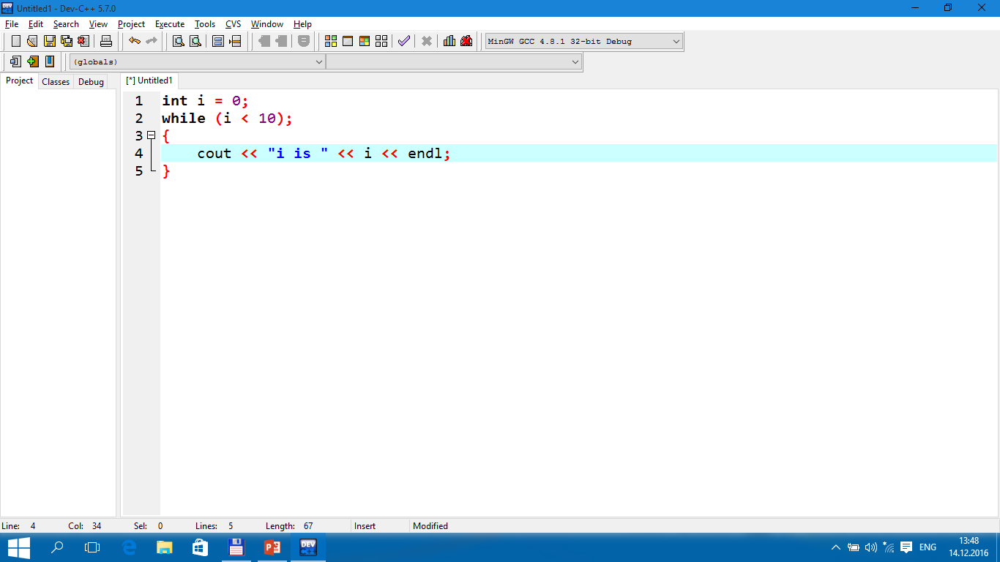 Untitled1 - Dev-C++ 5.7.0
File Edit Search View Project Execute Tools CVS Window Help
MinGW GCC 4.8.1 32-bit Debug
(globals)
Project Classes Debug
[*] Untitled1
1 int i = 0;
2 while (i < 10);
3 {
4 cout << "i is " << i << endl;
5 }
Line: 4 Col: 34 Sel: 0 Lines: 5 Length: 67 Insert Modified
DEV C++
ENG
13:48
14.12.2016